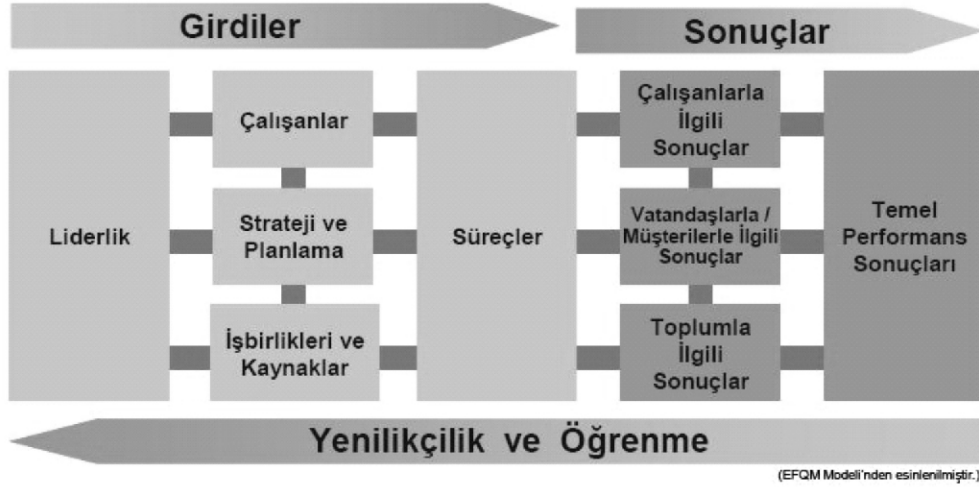 Girdiler
Sonuçlar
Liderlik
Çalışanlar
Strateji ve
Planlama
İşbirlikleri ve
Kaynaklar
Süreçler
Çalışanlarla
İlgili
Sonuçlar
Vatandaşlarla /
Müşterilerle İlgili
Sonuçlar
Toplumla
İlgili
Sonuçlar
Temel
Performans
Sonuçları
Yenilikçilik ve Öğrenme
(EFQM Modeli'nden esinlenilmiştir.)